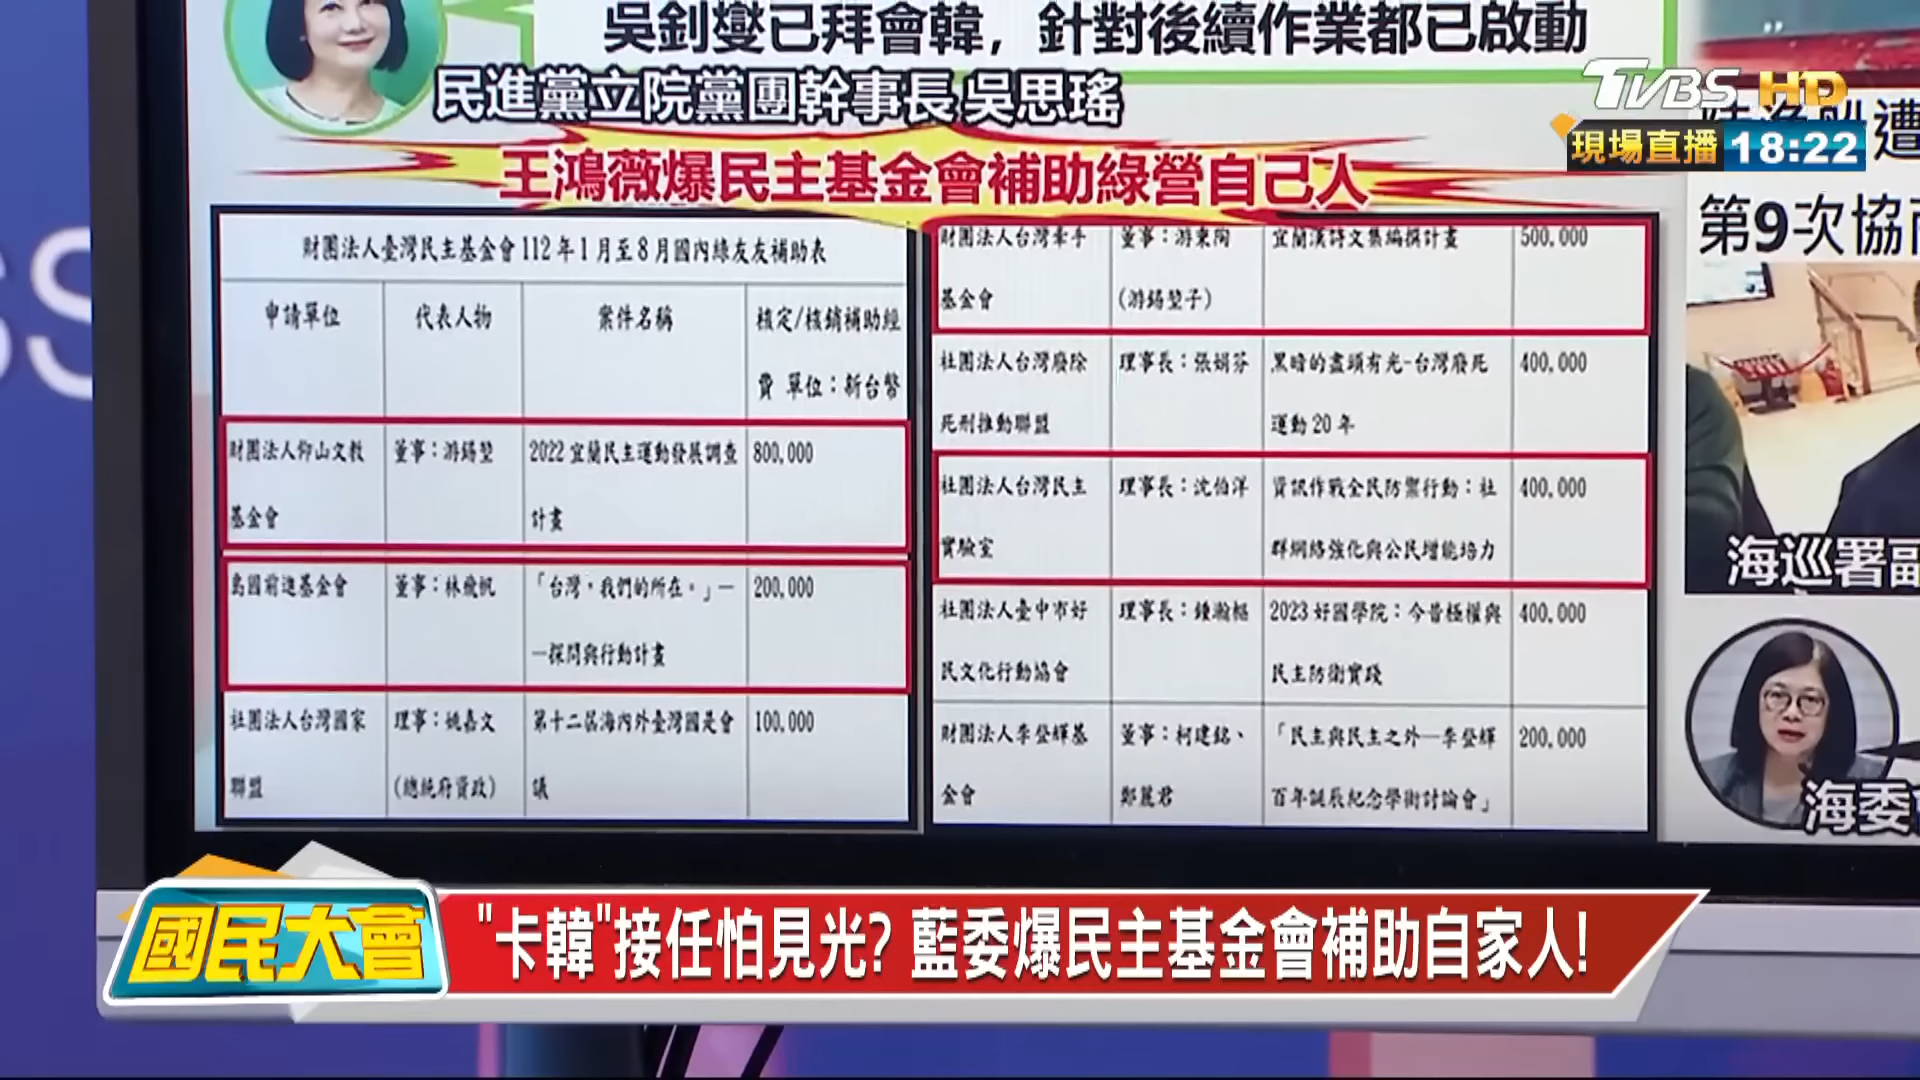 吳釗燮已拜會韓，針對後續作業都已啟動
民進黨立院黨團幹事長 吳思瑤
TVBS HD
現場直播 18:22
王鴻薇爆民主基金會補助綠營自己人
第9次協
財團法人臺灣民主基金會112年1月至8月國內綠友友補助表
申請單位 代表人物 案件名稱 核定/核銷補助經
費 單位：新台幣
財團法人仰山文教 董事：游錫堃 2022宜蘭民主運動發展調查 800,000
基金會 計畫
島國前進基金會 董事：林飛帆 「台灣，我們的所在。」— 200,000
—探問與行動計畫
社團法人台灣國家 理事：姚嘉文 第十二屆海內外臺灣國是會 100,000
聯盟 (總統府資政) 議
財團法人台灣牽手 董事：游秉陶 宜蘭漢詩文集編撰計畫 500,000
基金會 (游錫堃子)
社團法人台灣廢除 理事長：張娟芬 黑暗的盡頭有光-台灣廢死 400,000
死刑推動聯盟 運動20年
社團法人台灣民主 理事長：沈伯洋 資訊作戰全民防禦行動：社 400,000
實驗室 群網絡強化與公民增能培力
社團法人臺中市好 理事長：鍾瀚樞 2023好國學院：今昔極權與 400,000
民文化行動協會 民主防衛實踐
財團法人李登輝基 董事：柯建銘、 「民主與民主之外—李登輝 200,000
金會 鄭麗君 百年誕辰紀念學術討論會」
海巡署副
海委
國民大會
"卡韓"接任怕見光？藍委爆民主基金會補助自家人！